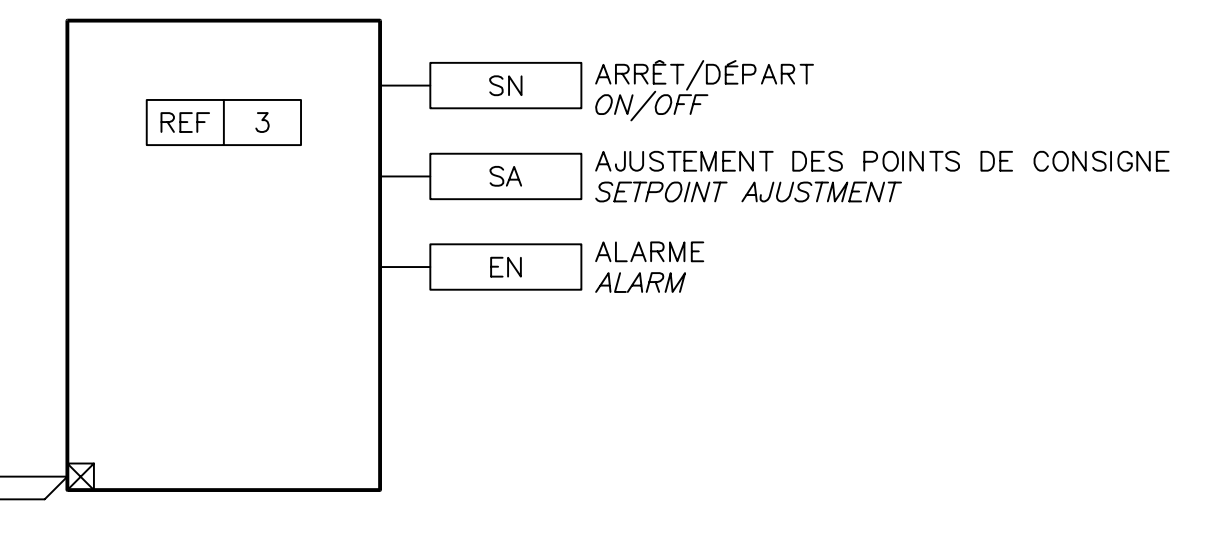 SN ARRÊT/DÉPART
ON/OFF
REF 3
SA AJUSTEMENT DES POINTS DE CONSIGNE
SETPOINT AJUSTMENT
EN ALARME
ALARM